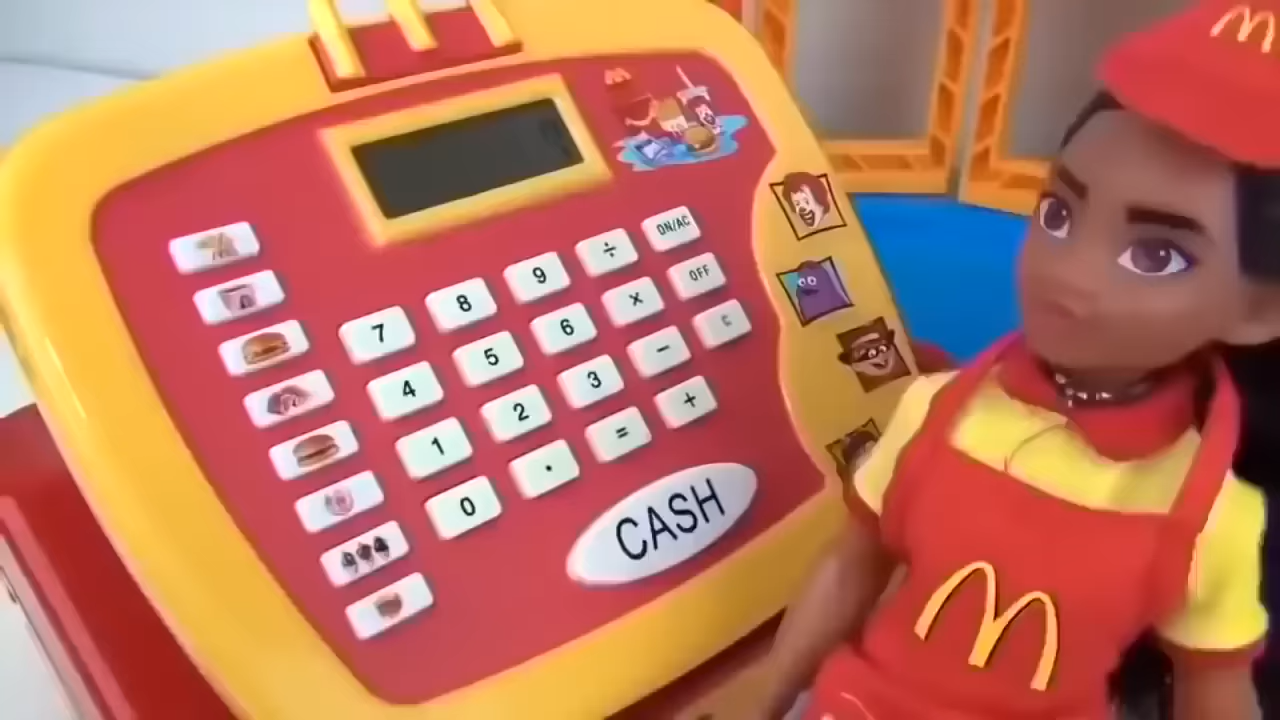 M
7 8 9 ÷ ON/AC
4 5 6 × OFF
1 2 3 − C
0 . = +
CASH
M